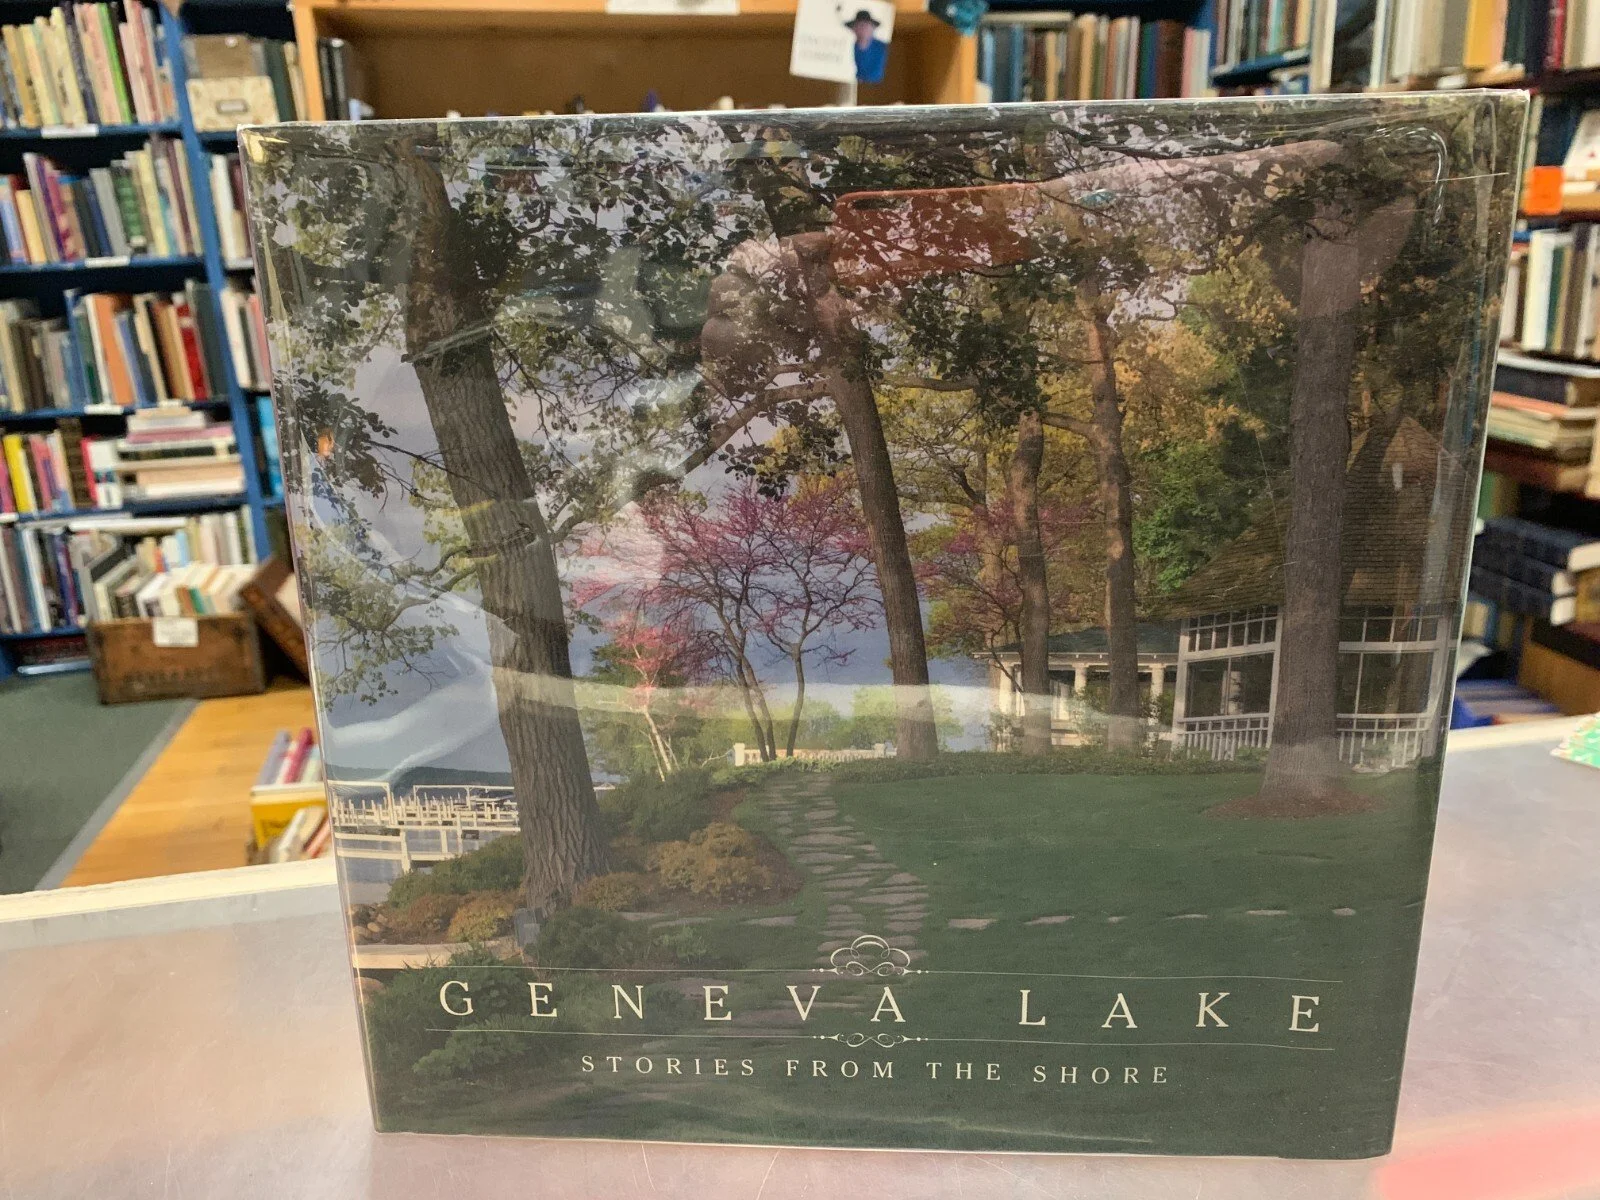 GENEVA LAKE
STORIES FROM THE SHORE